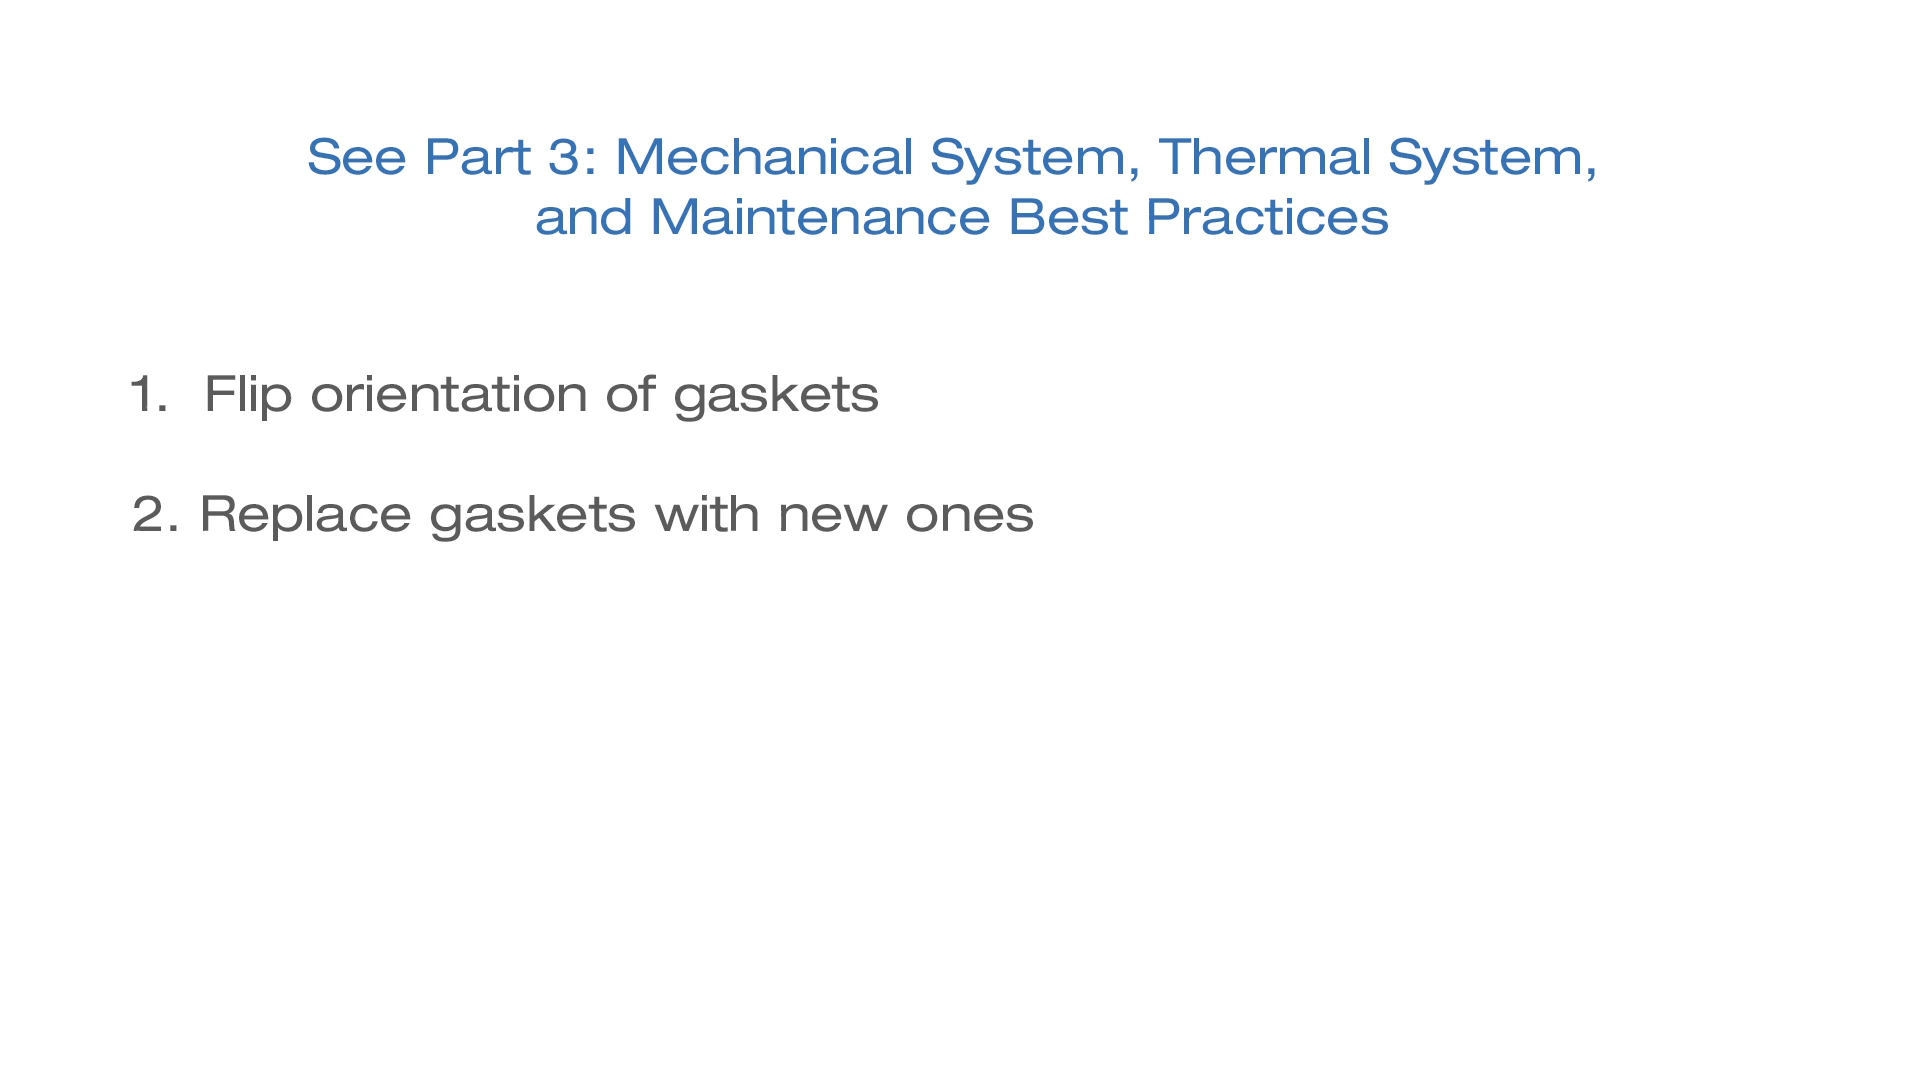 See Part 3: Mechanical System, Thermal System,
and Maintenance Best Practices
1. Flip orientation of gaskets
2. Replace gaskets with new ones